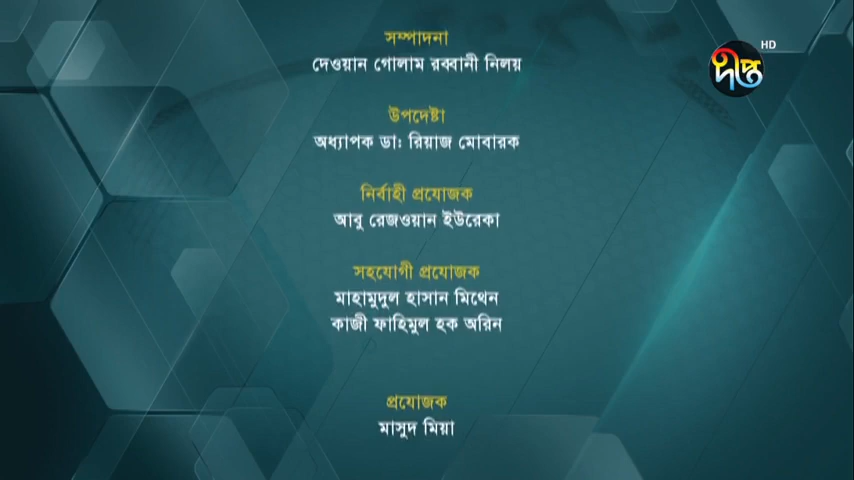 সম্পাদনা
দেওয়ান গোলাম রব্বানী নিলয়
উপদেষ্টা
অধ্যাপক ডা: রিয়াজ মোবারক
নির্বাহী প্রযোজক
আবু রেজওয়ান ইউরেকা
সহযোগী প্রযোজক
মাহামুদুল হাসান মিথেন
কাজী ফাহিমুল হক অরিন
প্রযোজক
মাসুদ মিয়া
দীপ্ত
HD